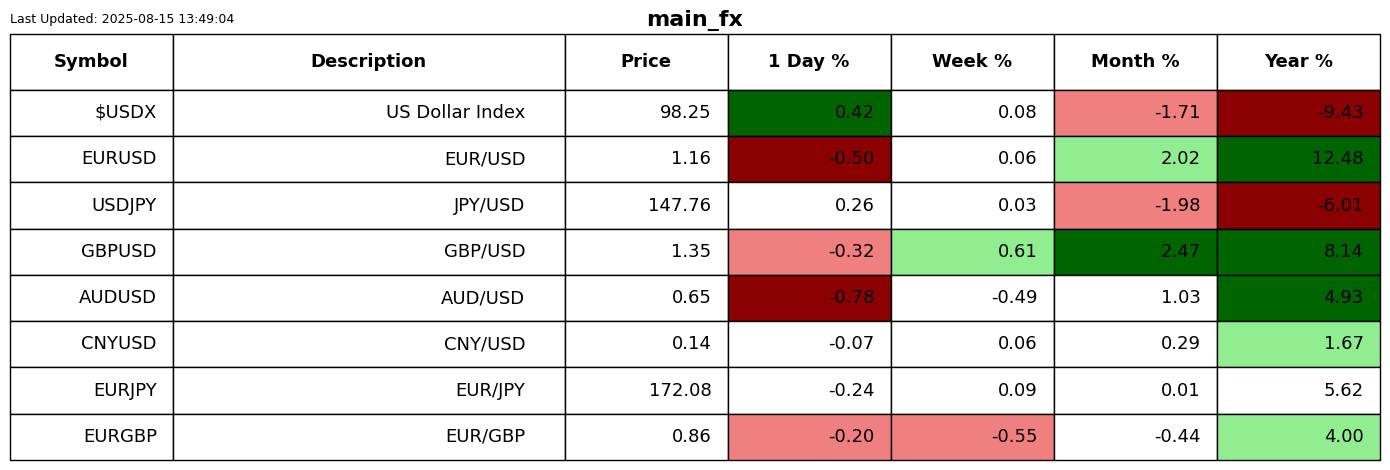 Last Updated: 2025-08-15 13:49:04
main_fx
Symbol Description Price 1 Day % Week % Month % Year %
$USDX US Dollar Index 98.25 0.42 0.08 -1.71 -9.43
EURUSD EUR/USD 1.16 -0.50 0.06 2.02 12.48
USDJPY JPY/USD 147.76 0.26 0.03 -1.98 -6.01
GBPUSD GBP/USD 1.35 -0.32 0.61 2.47 8.14
AUDUSD AUD/USD 0.65 -0.78 -0.49 1.03 4.93
CNYUSD CNY/USD 0.14 -0.07 0.06 0.29 1.67
EURJPY EUR/JPY 172.08 -0.24 0.09 0.01 5.62
EURGBP EUR/GBP 0.86 -0.20 -0.55 -0.44 4.00